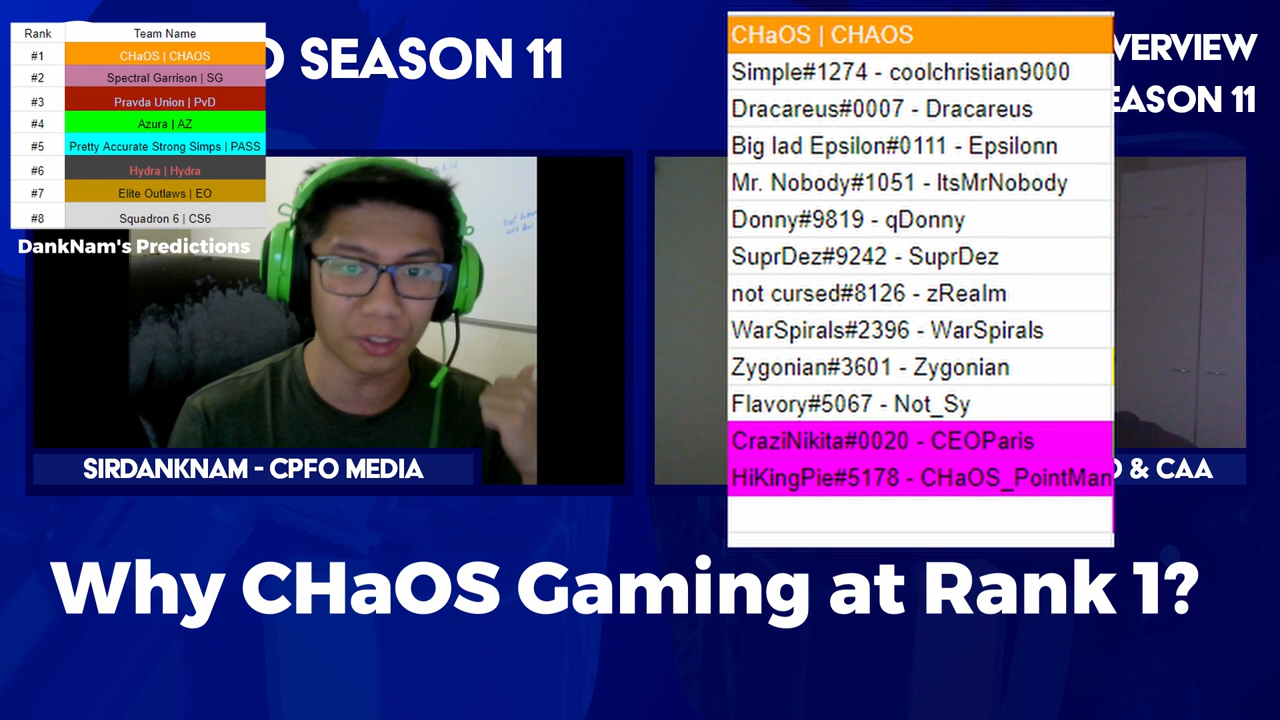 Rank Team Name
#1 CHaOS | CHAOS
#2 Spectral Garrison | SG
#3 Pravda Union | PvD
#4 Azura | AZ
#5 Pretty Accurate Strong Simps | PASS
#6 Hydra | Hydra
#7 Elite Outlaws | EO
#8 Squadron 6 | CS6
DankNam's Predictions
O SEASON 11
CHaOS | CHAOS
Simple#1274 - coolchristian9000
Dracareus#0007 - Dracareus
Big lad Epsilon#0111 - Epsilonn
Mr. Nobody#1051 - ItsMrNobody
Donny#9819 - qDonny
SuprDez#9242 - SuprDez
not cursed#8126 - zRealm
WarSpirals#2396 - WarSpirals
Zygonian#3601 - Zygonian
Flavory#5067 - Not_Sy
CraziNikita#0020 - CEOParis
HiKingPie#5178 - CHaOS_PointMan
VERVIEW
EASON 11
SIRDANKNAM - CPFO MEDIA
O & CAA
Why CHaOS Gaming at Rank 1?